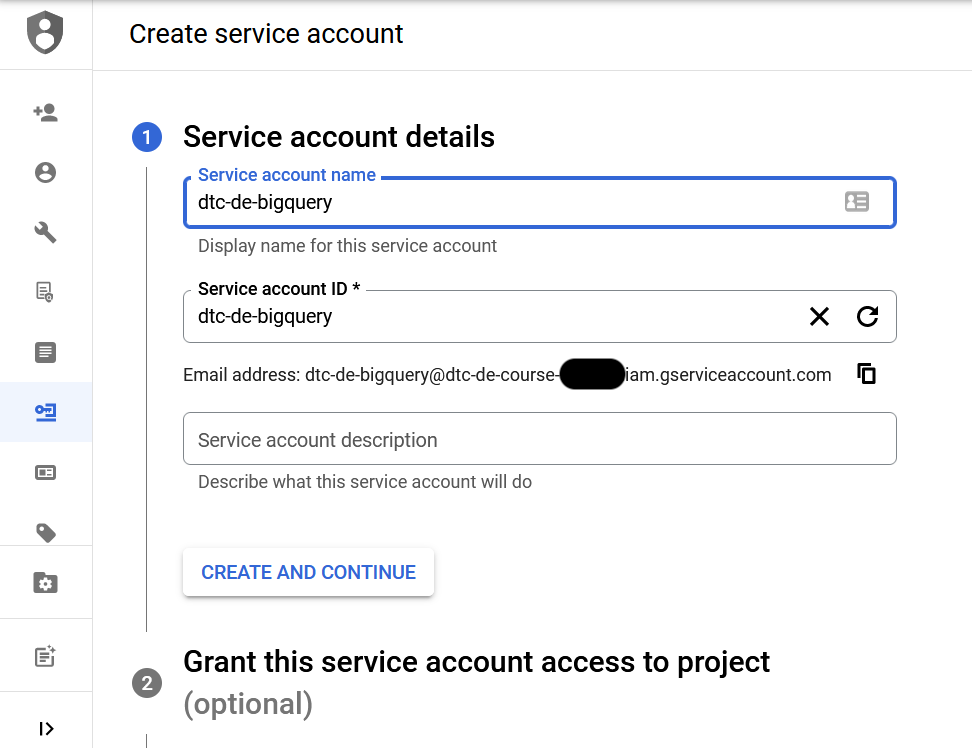 Create service account
1
Service account details
Service account name
dtc-de-bigquery
Display name for this service account
Service account ID *
dtc-de-bigquery
Email address: dtc-de-bigquery@dtc-de-course- iam.gserviceaccount.com
Service account description
Describe what this service account will do
CREATE AND CONTINUE
2
Grant this service account access to project
(optional)